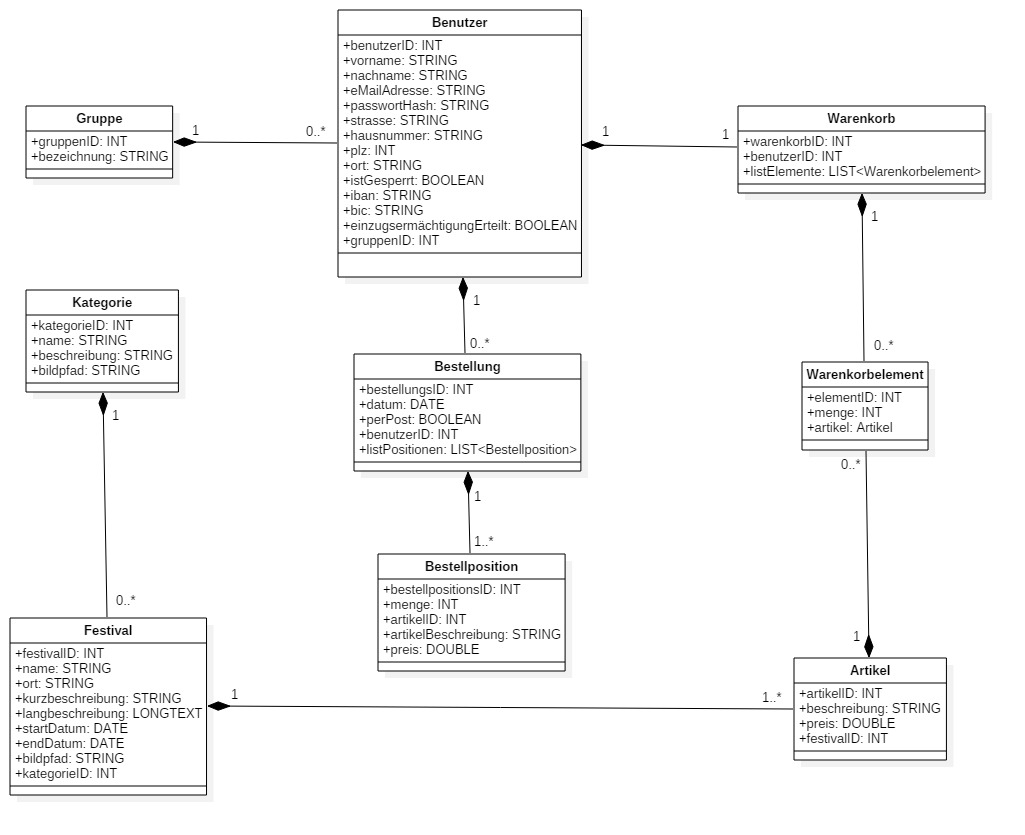 Benutzer
+benutzerID: INT
+vorname: STRING
+nachname: STRING
+eMailAdresse: STRING
+passwortHash: STRING
+strasse: STRING
+hausnummer: STRING
+plz: INT
+ort: STRING
+istGesperrt: BOOLEAN
+iban: STRING
+bic: STRING
+einzugsermächtigungErteilt: BOOLEAN
+gruppenID: INT
Gruppe
+gruppenID: INT
+bezeichnung: STRING
1
0..*
1
1
Warenkorb
+warenkorbID: INT
+benutzerID: INT
+listElemente: LIST<Warenkorbelement>
1
0..*
Kategorie
+kategorieID: INT
+name: STRING
+beschreibung: STRING
+bildpfad: STRING
1
0..*
1
0..*
Bestellung
+bestellungsID: INT
+datum: DATE
+perPost: BOOLEAN
+benutzerID: INT
+listPositionen: LIST<Bestellposition>
1
1..*
Warenkorbelement
+elementID: INT
+menge: INT
+artikel: Artikel
0..*
1
Bestellposition
+bestellpositionsID: INT
+menge: INT
+artikelID: INT
+artikelBeschreibung: STRING
+preis: DOUBLE
Festival
+festivalID: INT
+name: STRING
+ort: STRING
+kurzbeschreibung: STRING
+langbeschreibung: LONGTEXT
+startDatum: DATE
+endDatum: DATE
+bildpfad: STRING
+kategorieID: INT
1
1..*
Artikel
+artikelID: INT
+beschreibung: STRING
+preis: DOUBLE
+festivalID: INT